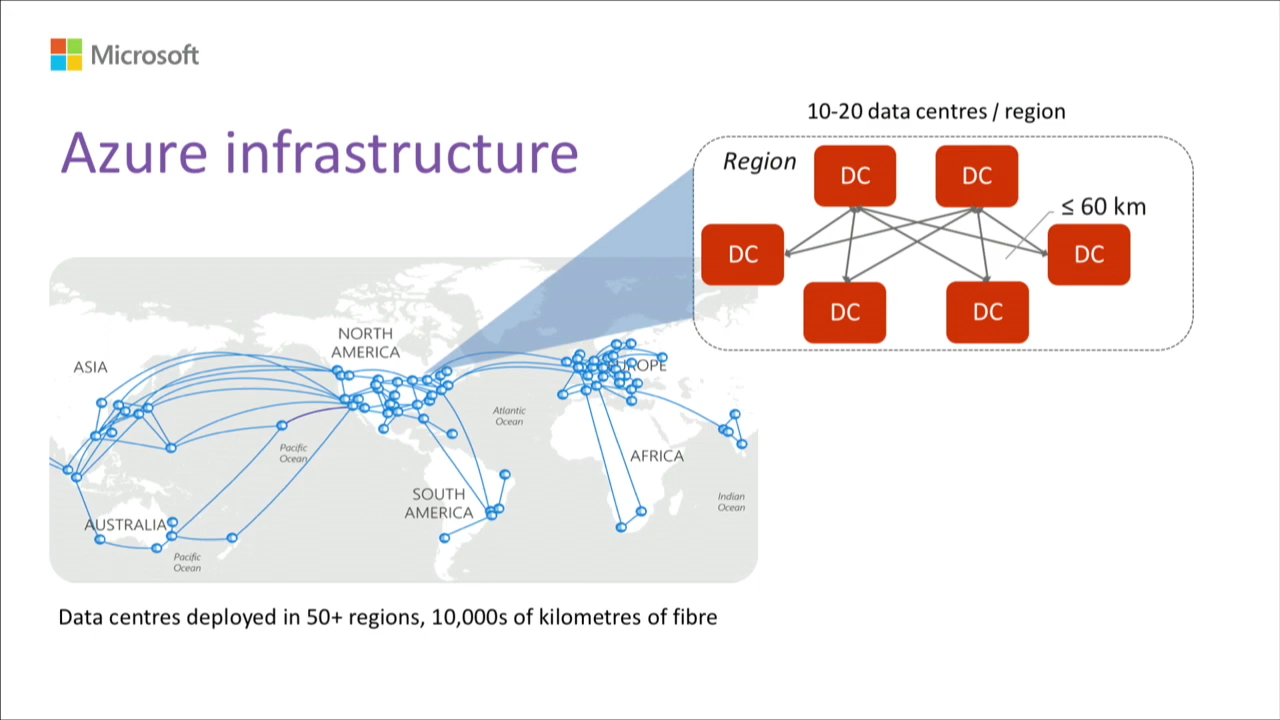 Microsoft
Azure infrastructure
10-20 data centres / region
Region
DC
DC
≤ 60 km
DC
DC
DC
DC
NORTH
AMERICA
ASIA
EUROPE
Atlantic
Ocean
Pacific
Ocean
AFRICA
SOUTH
AMERICA
Indian
Ocean
AUSTRALIA
Pacific
Ocean
Data centres deployed in 50+ regions, 10,000s of kilometres of fibre